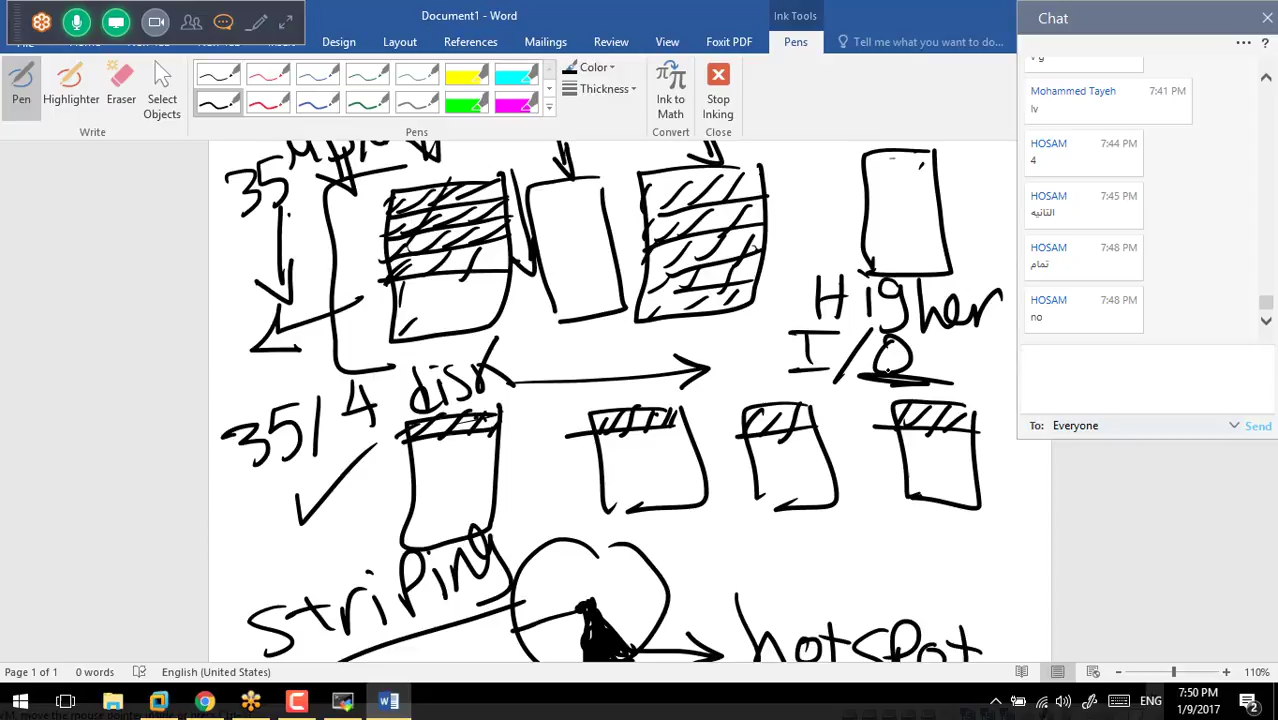 Document1 - Word
Ink Tools
Chat
Design
Layout
References
Mailings
Review
View
Foxit PDF
Pens
Tell me what you want to do...
Pen
Highlighter
Eraser
Select Objects
Color
Thickness
Ink to Math
Stop Inking
Write
Pens
Convert
Close
Mohammed Tayeh 7:41 PM
lv
HOSAM 7:44 PM
4
HOSAM 7:45 PM
التانيه
HOSAM 7:48 PM
تمام
HOSAM 7:48 PM
no
To: Everyone
Send
35
Higher
I/O
35/4 disk
striping
hotspot
Page 1 of 1
0 words
English (United States)
110%
ENG
7:50 PM
1/9/2017
2